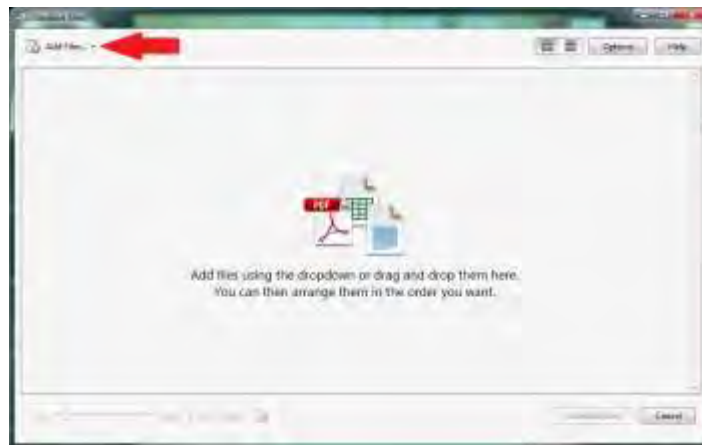 Add Files...
Options
Help
PDF
Add files using the dropdown or drag and drop them here.
You can then arrange them in the order you want.
Cancel